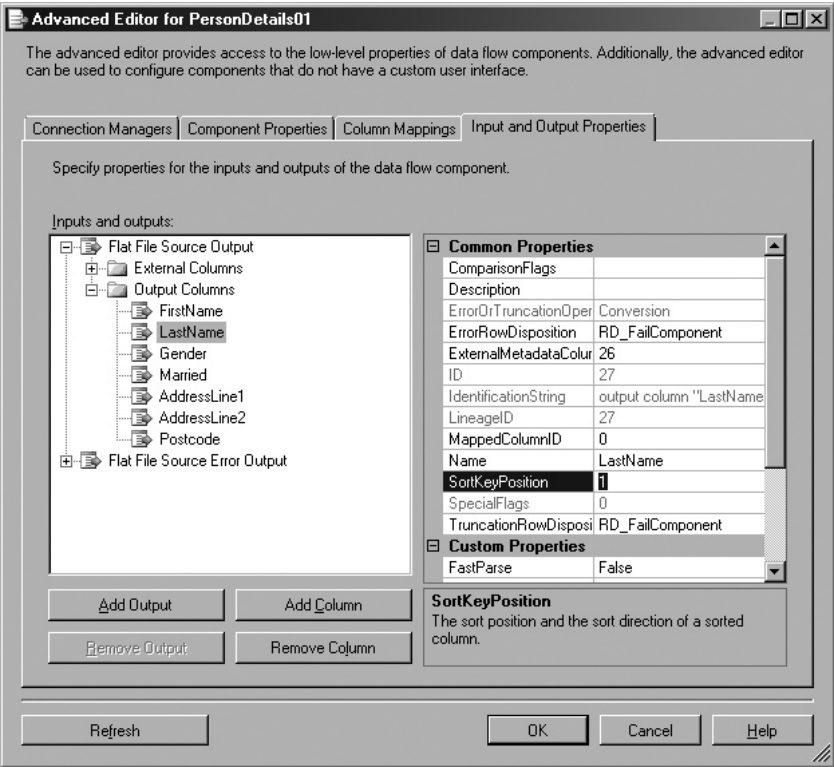 Advanced Editor for PersonDetails01
The advanced editor provides access to the low-level properties of data flow components. Additionally, the advanced editor
can be used to configure components that do not have a custom user interface.
Connection Managers Component Properties Column Mappings Input and Output Properties
Specify properties for the inputs and outputs of the data flow component.
Inputs and outputs:
Flat File Source Output
External Columns
Output Columns
FirstName
LastName
Gender
Married
AddressLine1
AddressLine2
Postcode
Flat File Source Error Output
Add Output Add Column
Remove Output Remove Column
Common Properties
ComparisonFlags
Description
ErrorOrTruncationOper Conversion
ErrorRowDisposition RD_FailComponent
ExternalMetadataColur 26
ID 27
IdentificationString output column "LastName
LineageID 27
MappedColumnID 0
Name LastName
SortKeyPosition 1
SpecialFlags 0
TruncationRowDisposi RD_FailComponent
Custom Properties
FastParse False
SortKeyPosition
The sort position and the sort direction of a sorted
column.
Refresh OK Cancel Help